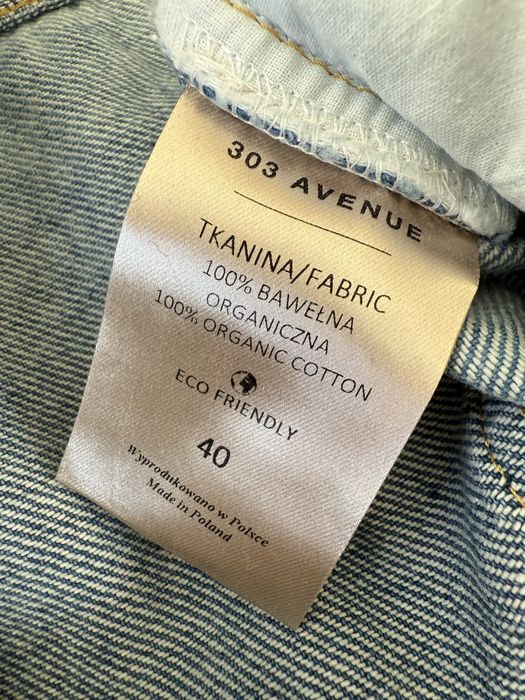 303 AVENUE
TKANINA/FABRIC
100% BAWEŁNA
ORGANICZNA
100% ORGANIC COTTON
ECO FRIENDLY
40
Wyprodukowano w Polsce
Made in Poland